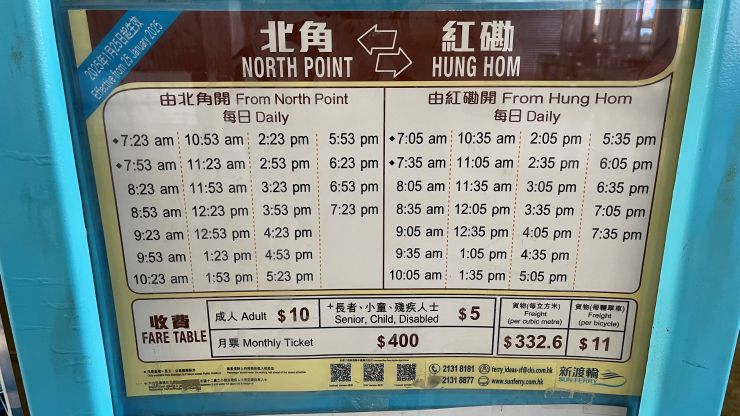 2025年1月25日起生效
Effective from 25 January 2025
北角 紅磡
NORTH POINT HUNG HOM
由北角開 From North Point
每日 Daily
◆7:23 am 10:53 am 2:23 pm 5:53 pm
◆7:53 am 11:23 am 2:53 pm 6:23 pm
8:23 am 11:53 am 3:23 pm 6:53 pm
8:53 am 12:23 pm 3:53 pm 7:23 pm
9:23 am 12:53 pm 4:23 pm
9:53 am 1:23 pm 4:53 pm
10:23 am 1:53 pm 5:23 pm
由紅磡開 From Hung Hom
每日 Daily
◆7:05 am 10:35 am 2:05 pm 5:35 pm
◆7:35 am 11:05 am 2:35 pm 6:05 pm
8:05 am 11:35 am 3:05 pm 6:35 pm
8:35 am 12:05 pm 3:35 pm 7:05 pm
9:05 am 12:35 pm 4:05 pm 7:35 pm
9:35 am 1:05 pm 4:35 pm
10:05 am 1:35 pm 5:05 pm
收費
FARE TABLE
成人 Adult $10
+長者、小童、殘疾人士
Senior, Child, Disabled $5
月票 Monthly Ticket $400
貨物(每立方米)
Freight
(per cubic metre)
$332.6
貨物(每輛單車)
Freight
(per bicycle)
$11
2131 8181 ferry_ideas-sf@cks.com.hk
2131 8877 www.sunferry.com.hk
新渡輪
SUN FERRY